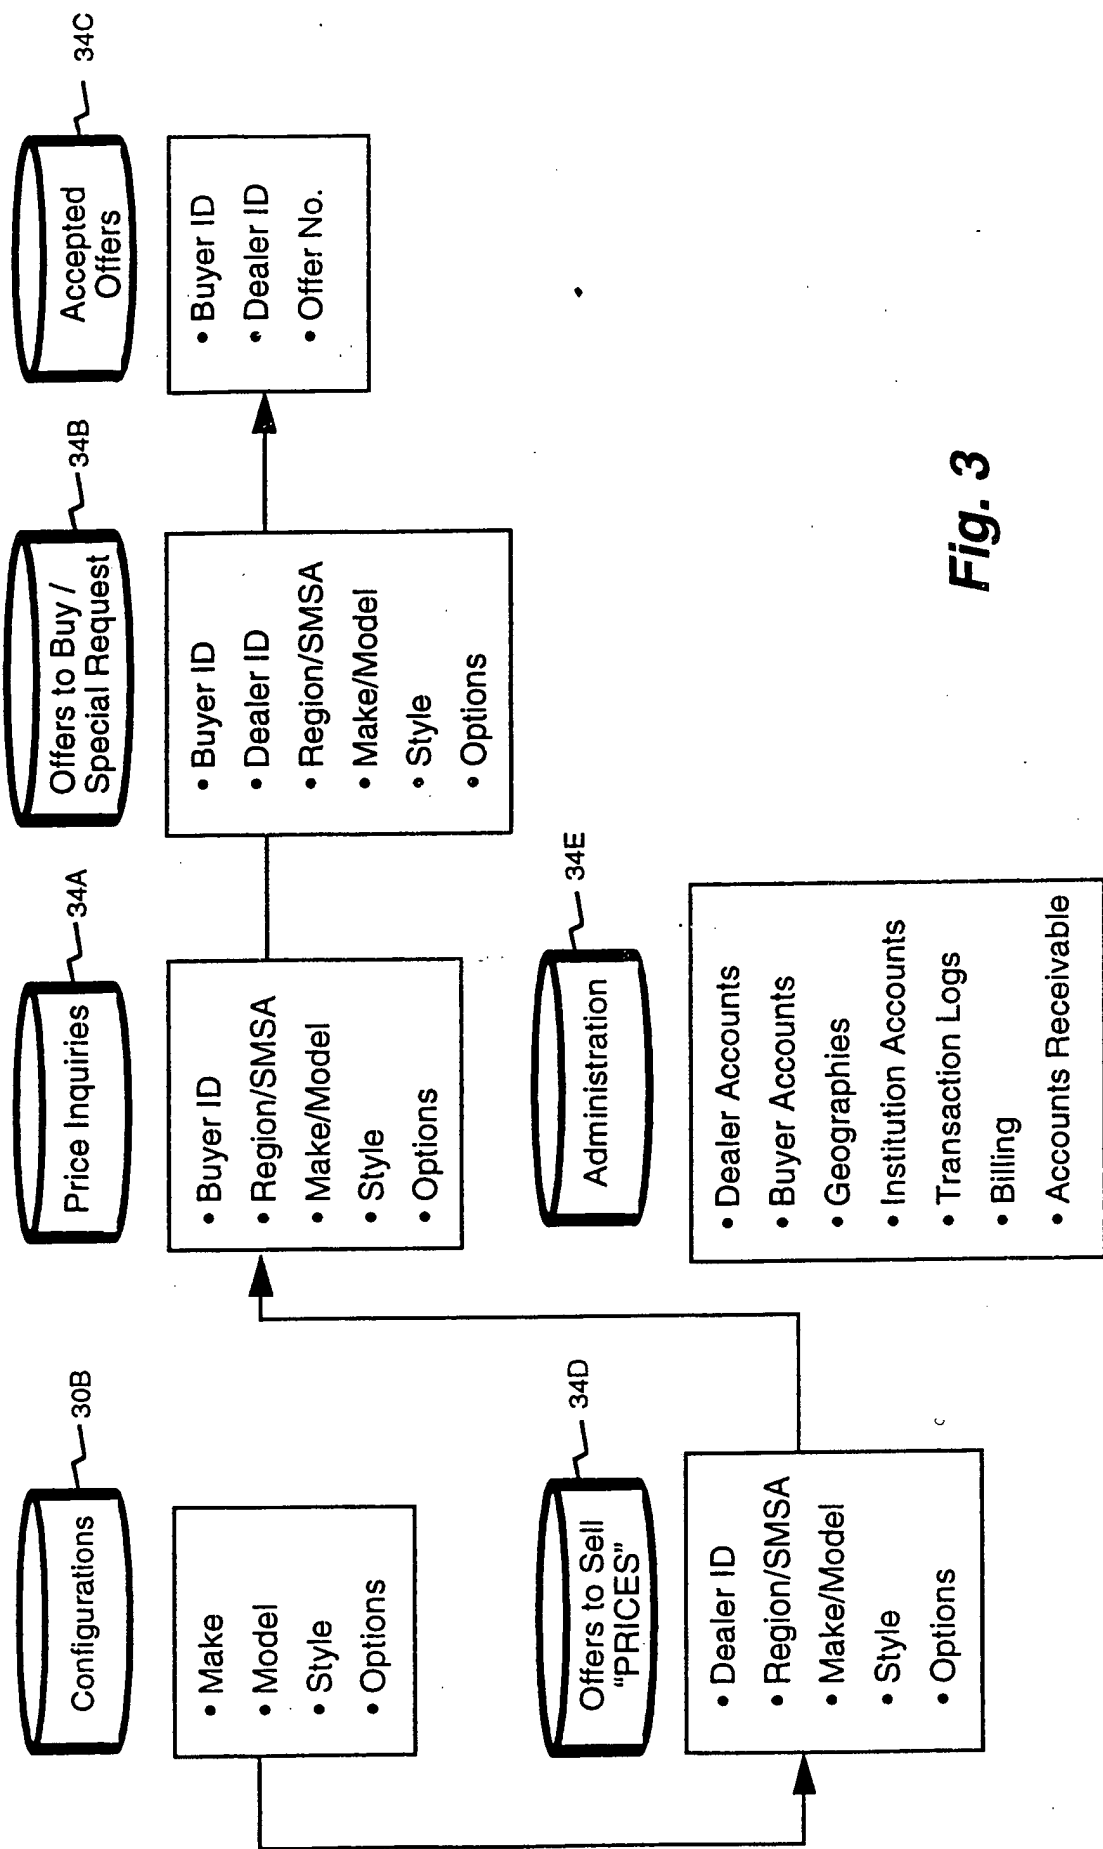 Configurations
30B
• Make
• Model
• Style
• Options
Price Inquiries
34A
• Buyer ID
• Region/SMSA
• Make/Model
• Style
• Options
Offers to Buy /
Special Request
34B
• Buyer ID
• Dealer ID
• Region/SMSA
• Make/Model
• Style
• Options
Accepted
Offers
34C
• Buyer ID
• Dealer ID
• Offer No.
Offers to Sell
“PRICES”
34D
• Dealer ID
• Region/SMSA
• Make/Model
• Style
• Options
Administration
34E
• Dealer Accounts
• Buyer Accounts
• Geographies
• Institution Accounts
• Transaction Logs
• Billing
• Accounts Receivable
Fig. 3